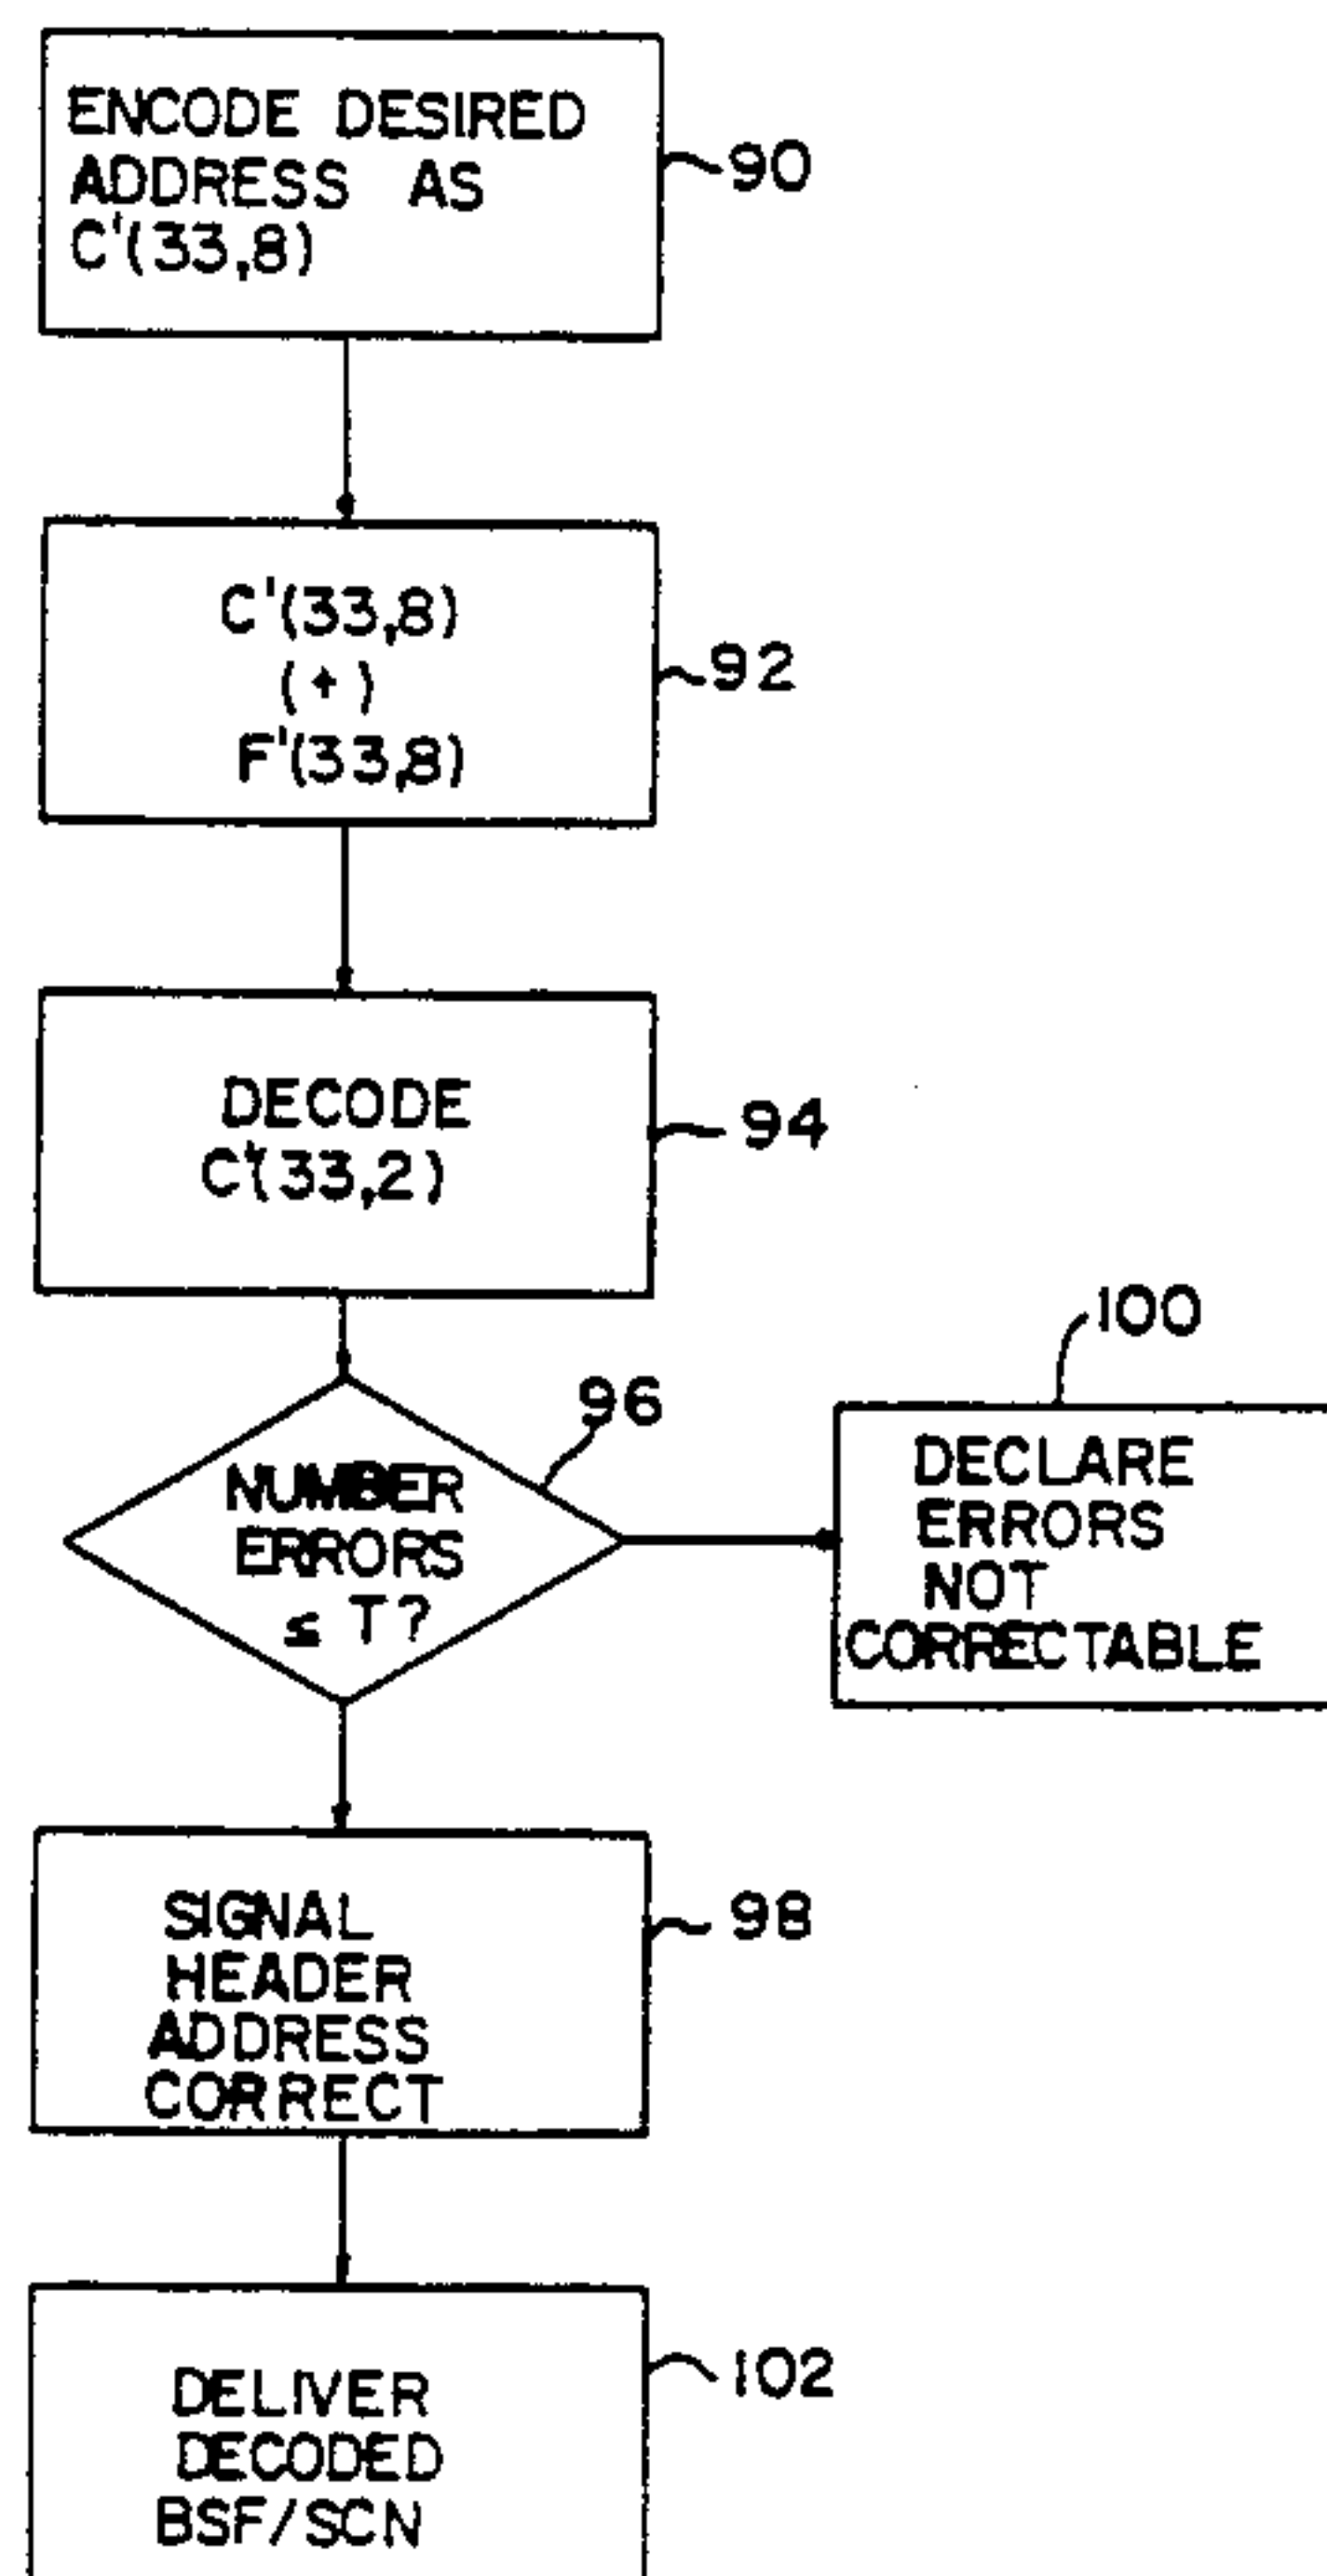 ENCODE DESIRED
ADDRESS AS
C'(33,8)
90
C'(33,8)
(+)
F'(33,8)
92
DECODE
C'(33,2)
94
96
NUMBER
ERRORS
≤ T?
100
DECLARE
ERRORS
NOT
CORRECTABLE
SIGNAL
HEADER
ADDRESS
CORRECT
98
DELIVER
DECODED
BSF/SCN
102